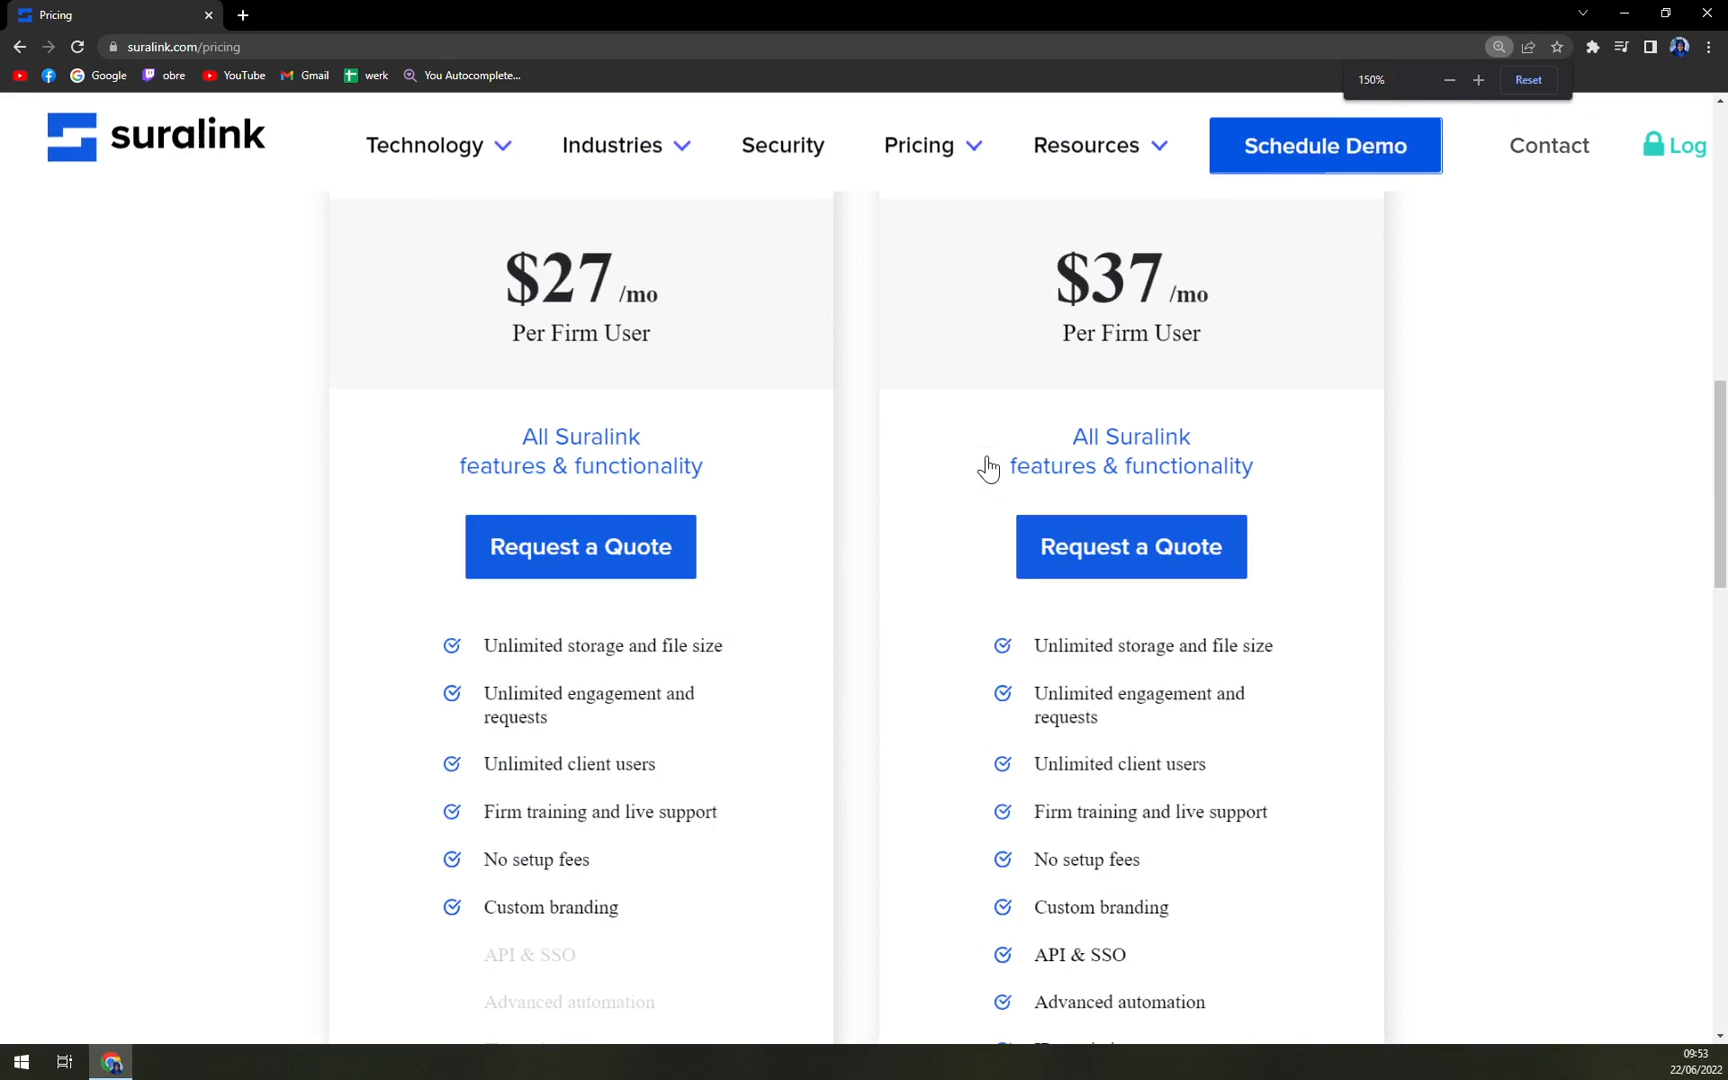 Pricing
suralink.com/pricing
Google
obre
YouTube
Gmail
werk
You Autocomplete...
150%
Reset
suralink
Technology
Industries
Security
Pricing
Resources
Schedule Demo
Contact
Log
$27 /mo
Per Firm User
All Suralink
features & functionality
Request a Quote
Unlimited storage and file size
Unlimited engagement and
requests
Unlimited client users
Firm training and live support
No setup fees
Custom branding
API & SSO
Advanced automation
$37 /mo
Per Firm User
All Suralink
features & functionality
Request a Quote
Unlimited storage and file size
Unlimited engagement and
requests
Unlimited client users
Firm training and live support
No setup fees
Custom branding
API & SSO
Advanced automation
09:53
22/06/2022